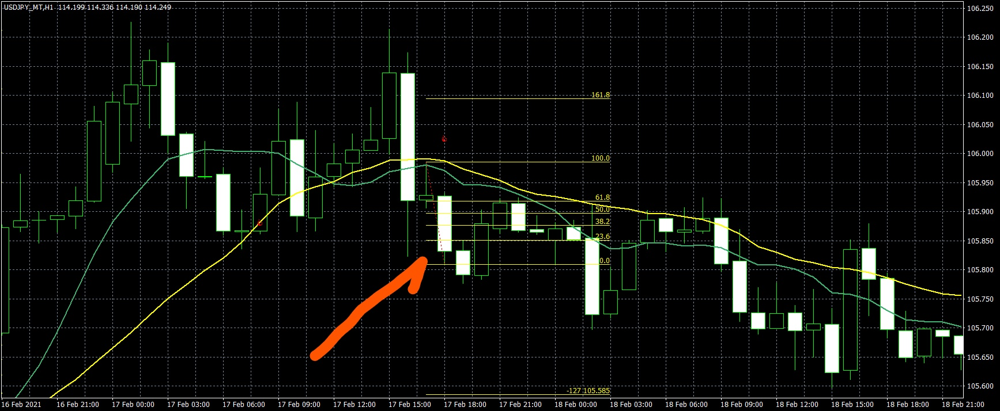 USDJPY_MT,H1 114.199 114.336 114.190 114.249
106.250
106.200
106.150
106.100
106.050
106.000
105.950
105.900
105.850
105.800
105.750
105.700
105.650
105.600
161.8
100.0
61.8
50.0
38.2
23.6
0.0
-127 105.585
16 Feb 2021
16 Feb 21:00
17 Feb 00:00
17 Feb 03:00
17 Feb 06:00
17 Feb 09:00
17 Feb 12:00
17 Feb 15:00
17 Feb 18:00
17 Feb 21:00
18 Feb 00:00
18 Feb 03:00
18 Feb 06:00
18 Feb 09:00
18 Feb 12:00
18 Feb 15:00
18 Feb 18:00
18 Feb 21:00